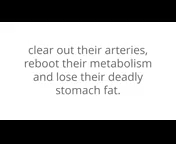 clear out their arteries,
reboot their metabolism
and lose their deadly
stomach fat.